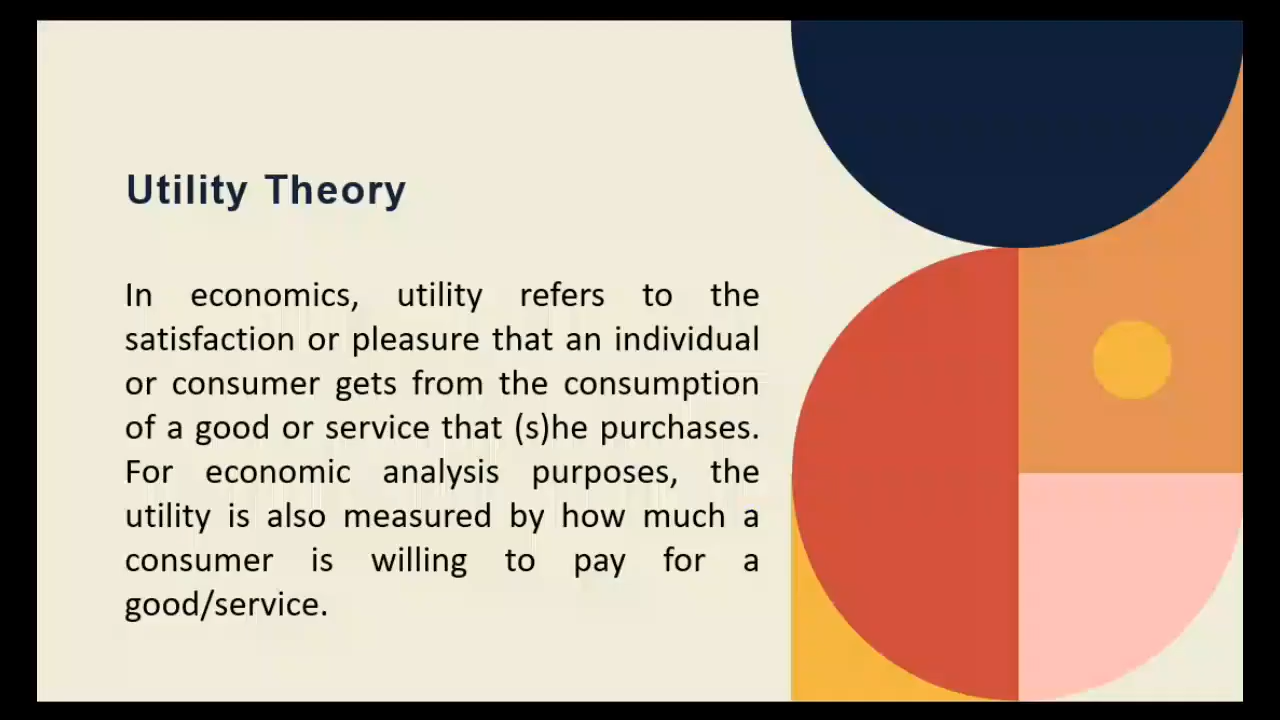 Utility Theory
In economics, utility refers to the
satisfaction or pleasure that an individual
or consumer gets from the consumption
of a good or service that (s)he purchases.
For economic analysis purposes, the
utility is also measured by how much a
consumer is willing to pay for a
good/service.